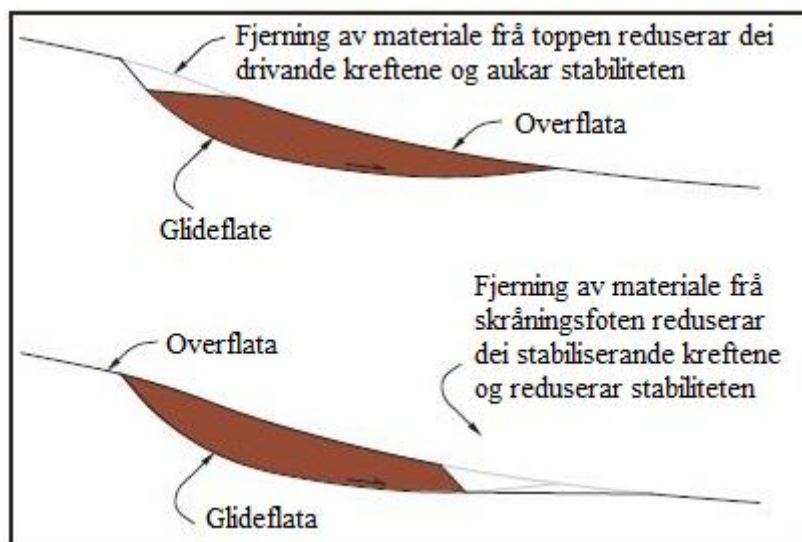 Fjerning av materiale frå toppen reduserar dei
drivande kreftene og aukar stabiliteten
Overflata
Glideflate
Fjerning av materiale frå
skråningsfoten reduserar
dei stabiliserande kreftene
og reduserar stabiliteten
Overflata
Glideflata